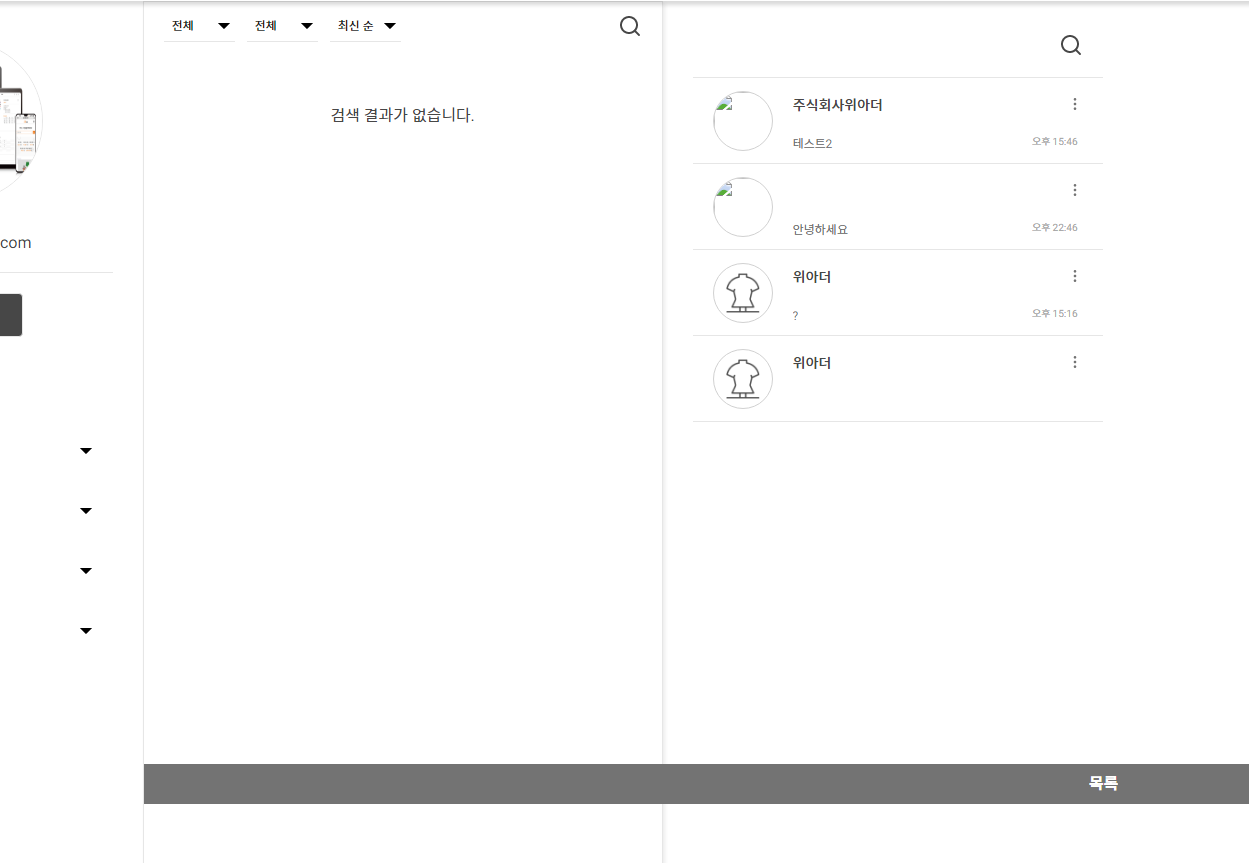 전체
전체
최신 순
com
검색 결과가 없습니다.
주식회사위아더
테스트2
오후 15:46
안녕하세요
오후 22:46
위아더
?
오후 15:16
위아더
목록